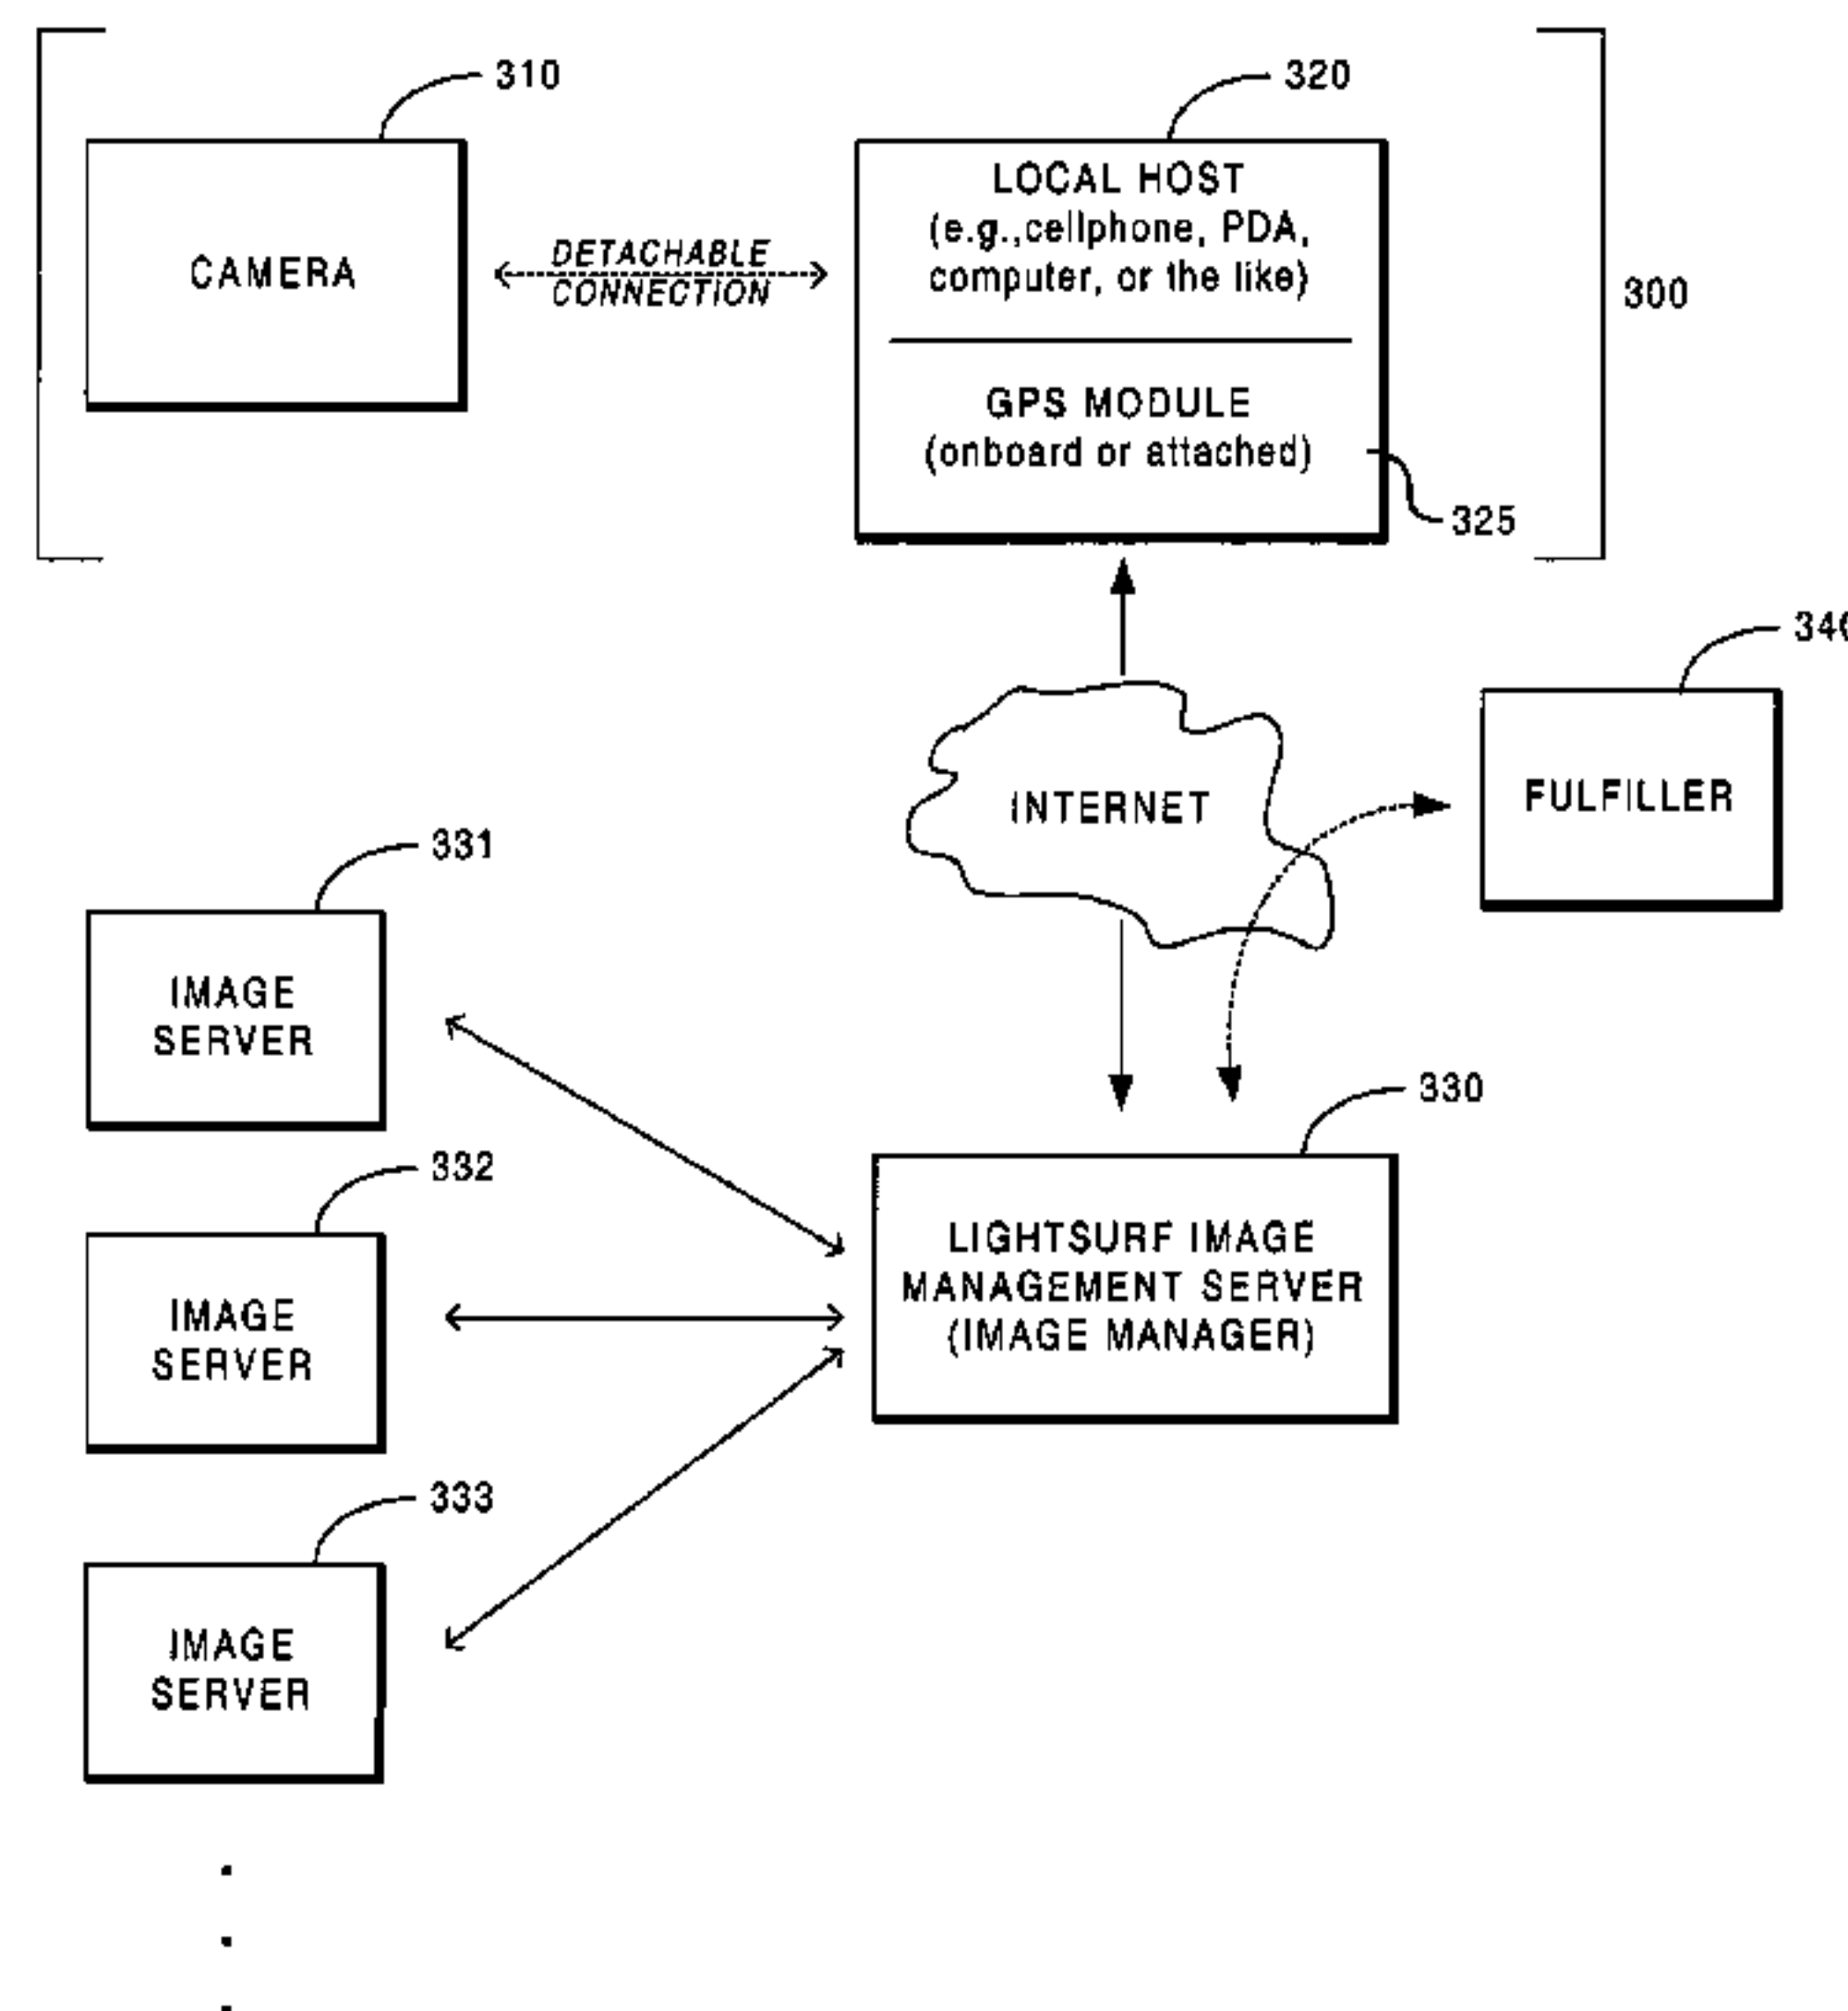 310
320
CAMERA
DETACHABLE
CONNECTION
LOCAL HOST
(e.g.,cellphone, PDA,
computer, or the like)
300
GPS MODULE
(onboard or attached)
325
INTERNET
FULFILLER
331
IMAGE
SERVER
330
332
LIGHTSURF IMAGE
MANAGEMENT SERVER
(IMAGE MANAGER)
IMAGE
SERVER
333
IMAGE
SERVER